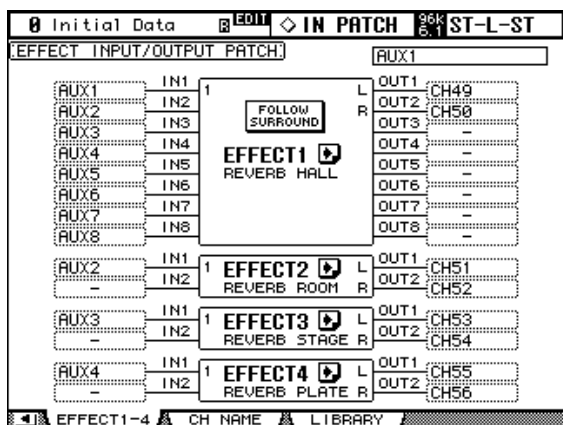 0 Initial Data R EDIT ◇ IN PATCH 96k 6.1 ST-L-ST
EFFECT INPUT/OUTPUT PATCH
AUX1
AUX1 IN1 1 L OUT1 CH49
AUX2 IN2 R OUT2 CH50
AUX3 IN3 FOLLOW SURROUND OUT3 -
AUX4 IN4 OUT4 -
AUX5 IN5 EFFECT1 OUT5 -
AUX6 IN6 REVERB HALL OUT6 -
AUX7 IN7 OUT7 -
AUX8 IN8 OUT8 -
AUX2 IN1 1 EFFECT2 L OUT1 CH51
- IN2 REVERB ROOM R OUT2 CH52
AUX3 IN1 1 EFFECT3 L OUT1 CH53
- IN2 REVERB STAGE R OUT2 CH54
AUX4 IN1 1 EFFECT4 L OUT1 CH55
- IN2 REVERB PLATE R OUT2 CH56
EFFECT1-4 CH NAME LIBRARY